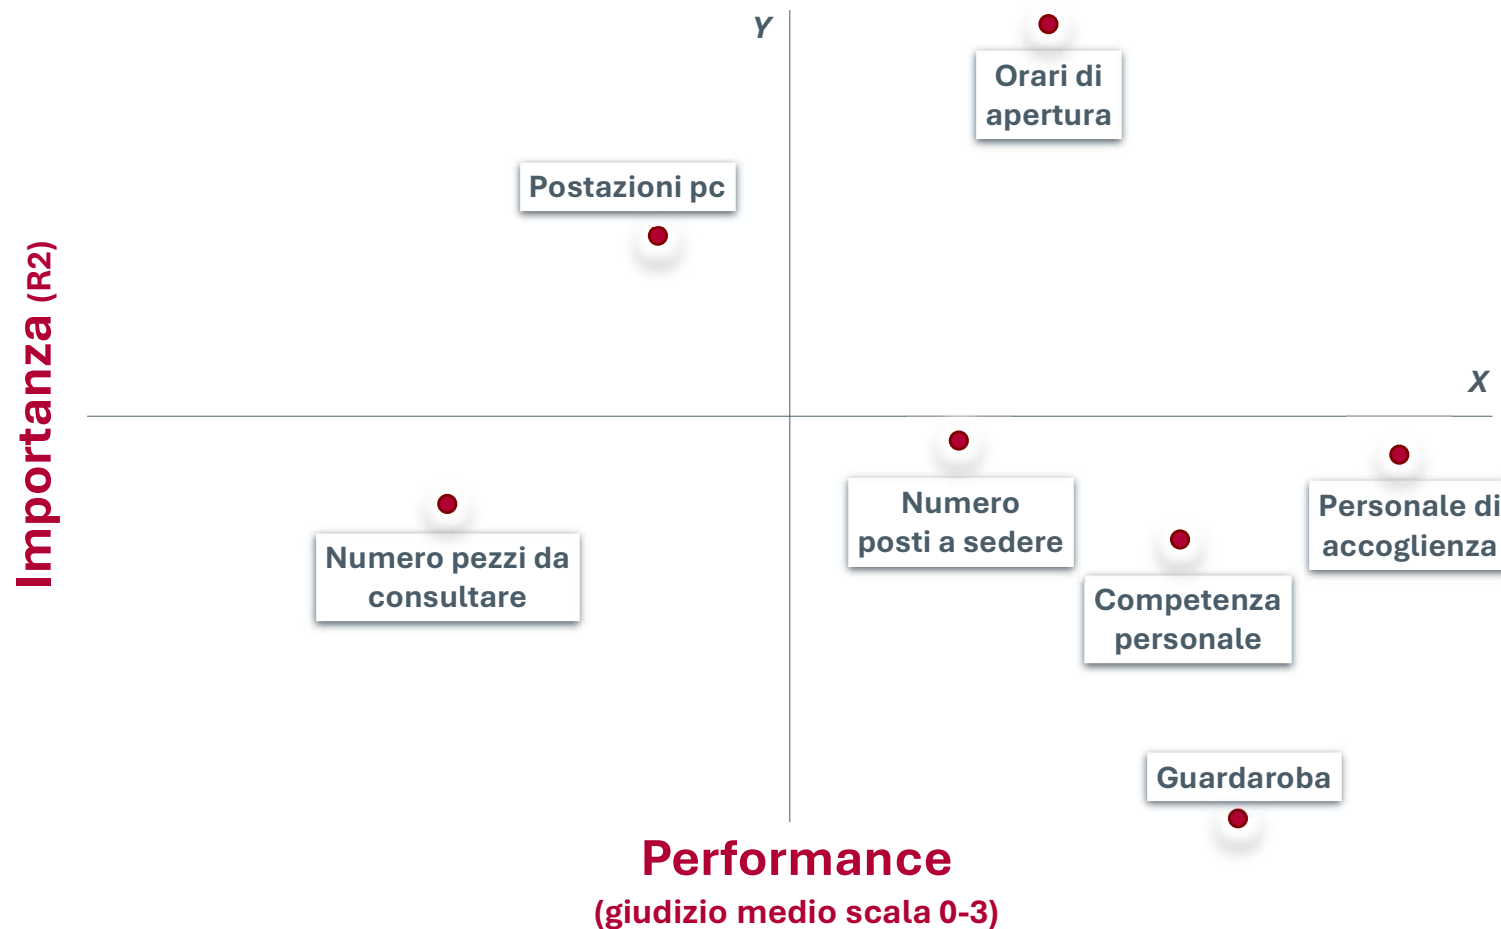 Y
Orari di
apertura
Postazioni pc
Importanza (R2)
X
Numero
posti a sedere
Personale di
accoglienza
Numero pezzi da
consultare
Competenza
personale
Guardaroba
Performance
(giudizio medio scala 0-3)